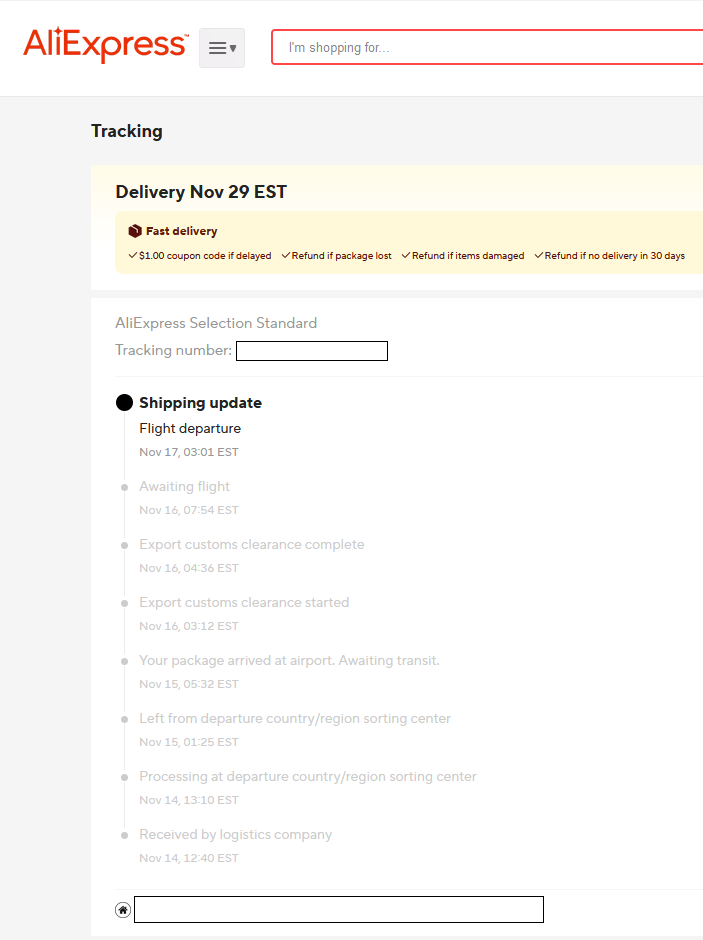 AliExpress™
I'm shopping for...
Tracking
Delivery Nov 29 EST
Fast delivery
$1.00 coupon code if delayed Refund if package lost Refund if items damaged Refund if no delivery in 30 days
AliExpress Selection Standard
Tracking number:
Shipping update
Flight departure
Nov 17, 03:01 EST
Awaiting flight
Nov 16, 07:54 EST
Export customs clearance complete
Nov 16, 04:36 EST
Export customs clearance started
Nov 16, 03:12 EST
Your package arrived at airport. Awaiting transit.
Nov 15, 05:32 EST
Left from departure country/region sorting center
Nov 15, 01:25 EST
Processing at departure country/region sorting center
Nov 14, 13:10 EST
Received by logistics company
Nov 14, 12:40 EST